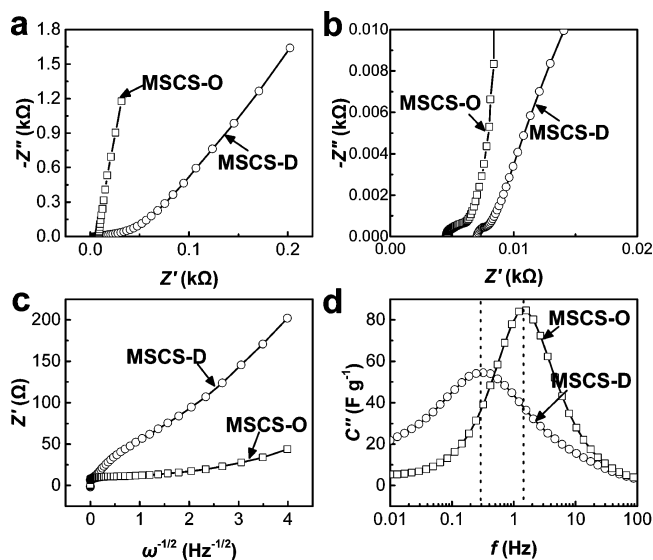 a
1.8
1.5
1.2
0.9
0.6
0.3
0.0
-Z″ (kΩ)
MSCS-O
MSCS-D
0.0 0.1 0.2
Z′ (kΩ)
b
0.010
0.008
0.006
0.004
0.002
0.000
-Z″ (kΩ)
MSCS-O
MSCS-D
0.00 0.01 0.02
Z′ (kΩ)
c
200
150
100
50
0
Z′ (Ω)
MSCS-D
MSCS-O
0 1 2 3 4
ω⁻¹/² (Hz⁻¹/²)
d
80
60
40
20
0
C″ (F g⁻¹)
MSCS-O
MSCS-D
0.01 0.1 1 10 100
f (Hz)